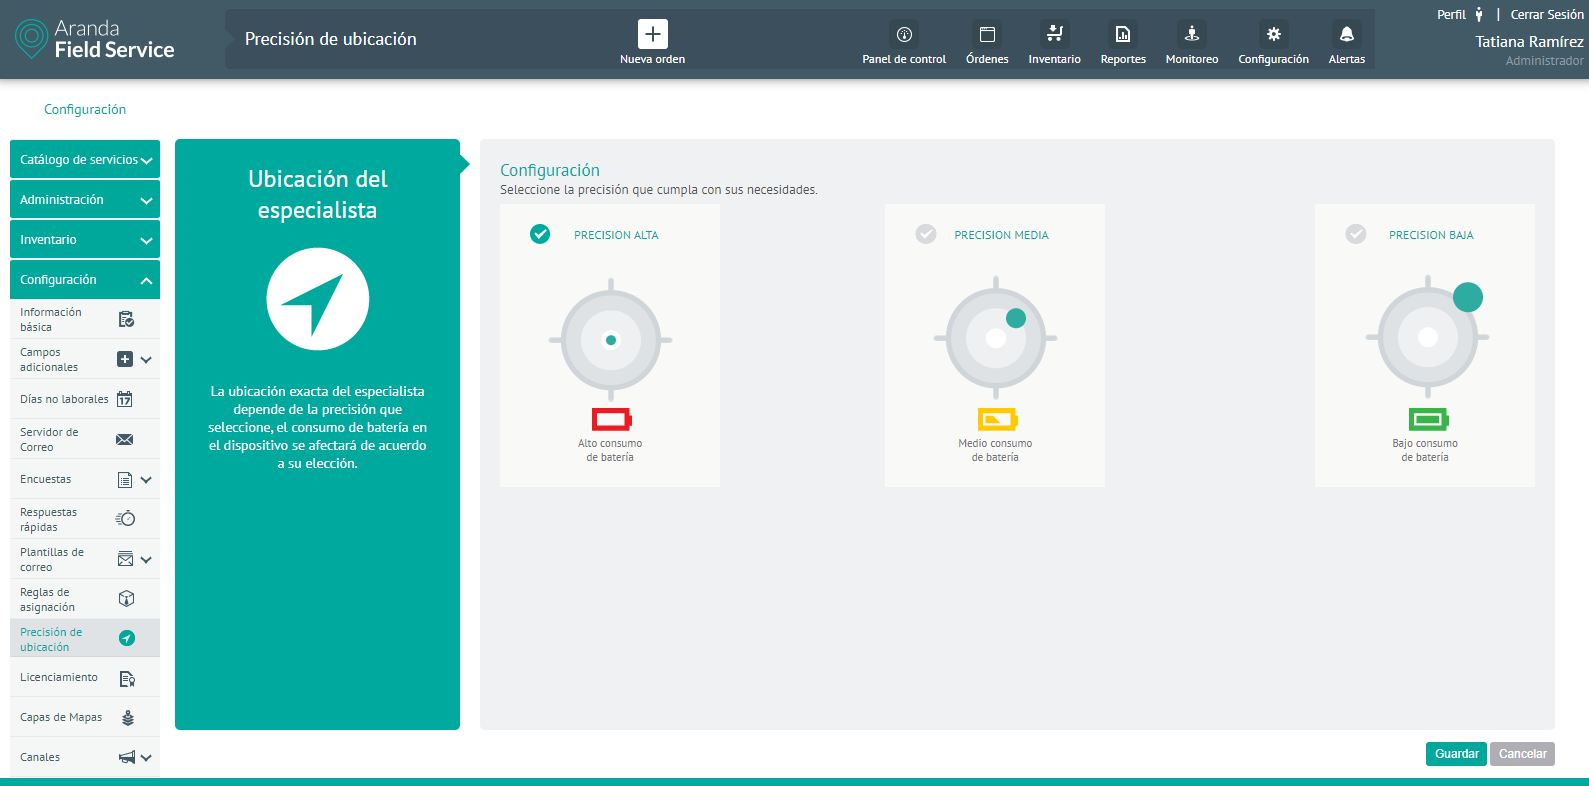 Aranda
Field Service
Precisión de ubicación
Nueva orden
Panel de control
Órdenes
Inventario
Reportes
Monitoreo
Configuración
Alertas
Perfil | Cerrar Sesión
Tatiana Ramírez
Administrador
Configuración
Catálogo de servicios
Administración
Inventario
Configuración
Información
básica
Campos
adicionales
Días no laborales
17
Servidor de
Correo
Encuestas
Respuestas
rápidas
Plantillas de
correo
Reglas de
asignación
Precisión de
ubicación
Licenciamiento
Capas de Mapas
Canales
Ubicación del
especialista
La ubicación exacta del especialista
depende de la precisión que
seleccione, el consumo de batería en
el dispositivo se afectará de acuerdo
a su elección.
Configuración
Seleccione la precisión que cumpla con sus necesidades.
PRECISION ALTA
Alto consumo
de batería
PRECISION MEDIA
Medio consumo
de batería
PRECISION BAJA
Bajo consumo
de batería
Guardar
Cancelar